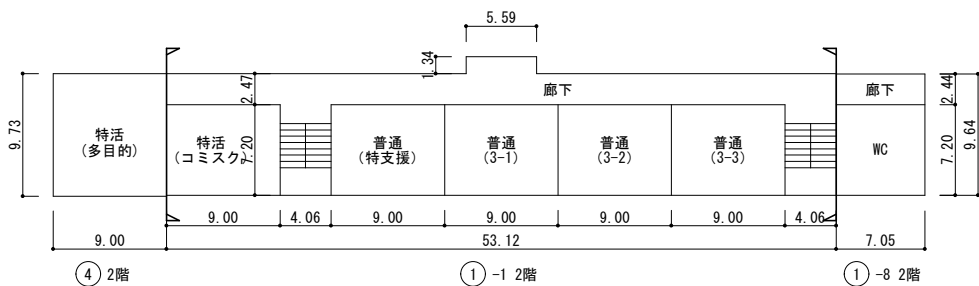 5.59
1.34
2.47
廊下
廊下
2.44
9.73
特活
(多目的)
特活
(コミスク)
7.20
普通
(特支援)
普通
(3-1)
普通
(3-2)
普通
(3-3)
WC
7.20
9.64
9.00
4.06
9.00
9.00
9.00
9.00
4.06
9.00
53.12
7.05
④ 2階
① -1 2階
① -8 2階